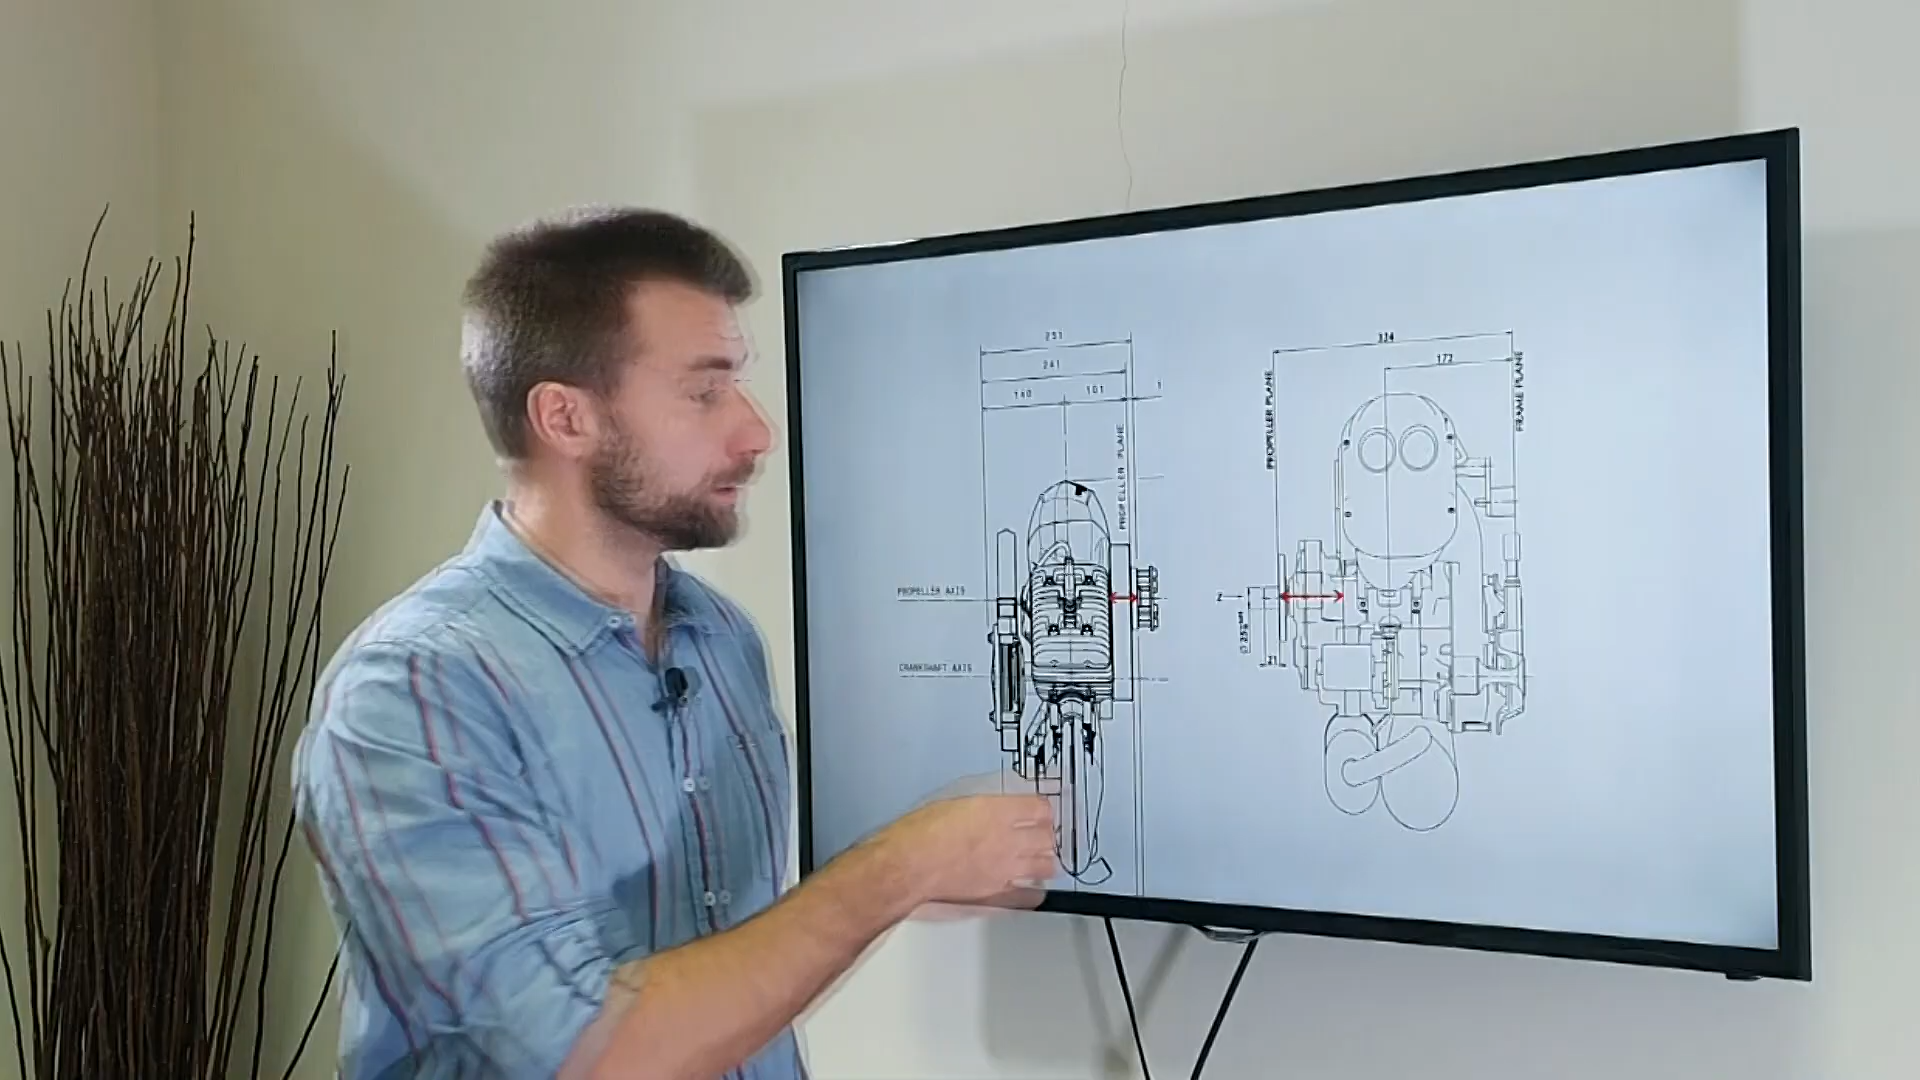 251
241
140
101
1
PROPELLER PLANE
PROPELLER AXIS
CRANKSHAFT AXIS
324
172
PROPELLER PLANE
FRAME PLANE
Z
21